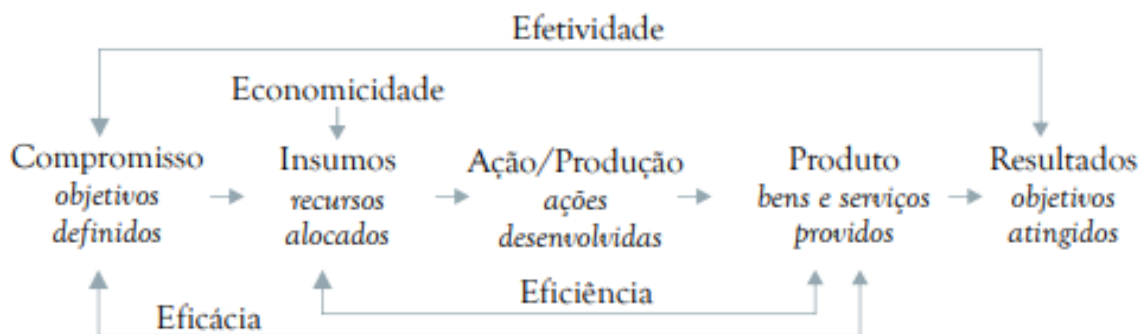 Efetividade
Economicidade
Compromisso Insumos Ação/Produção Produto Resultados
objetivos recursos ações bens e serviços objetivos
definidos alocados desenvolvidas providos atingidos
Eficiência
Eficácia